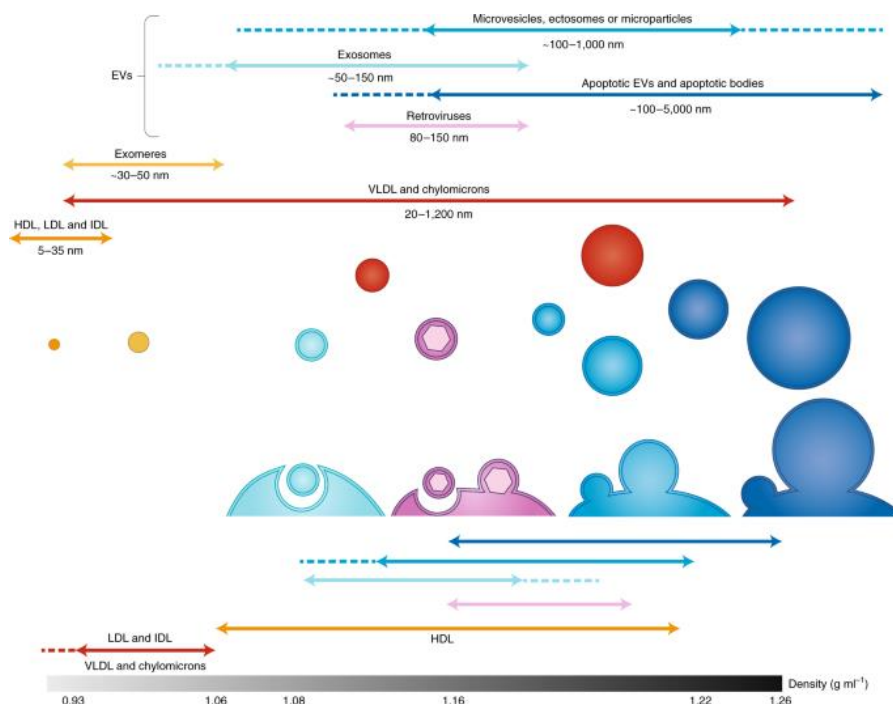 Microvesicles, ectosomes or microparticles
~100–1,000 nm
Exosomes
~50–150 nm
EVs
Apoptotic EVs and apoptotic bodies
~100–5,000 nm
Retroviruses
80–150 nm
Exomeres
~30–50 nm
VLDL and chylomicrons
20–1,200 nm
HDL, LDL and IDL
5–35 nm
LDL and IDL
HDL
VLDL and chylomicrons
Density (g ml⁻¹)
0.93 1.06 1.08 1.16 1.22 1.26